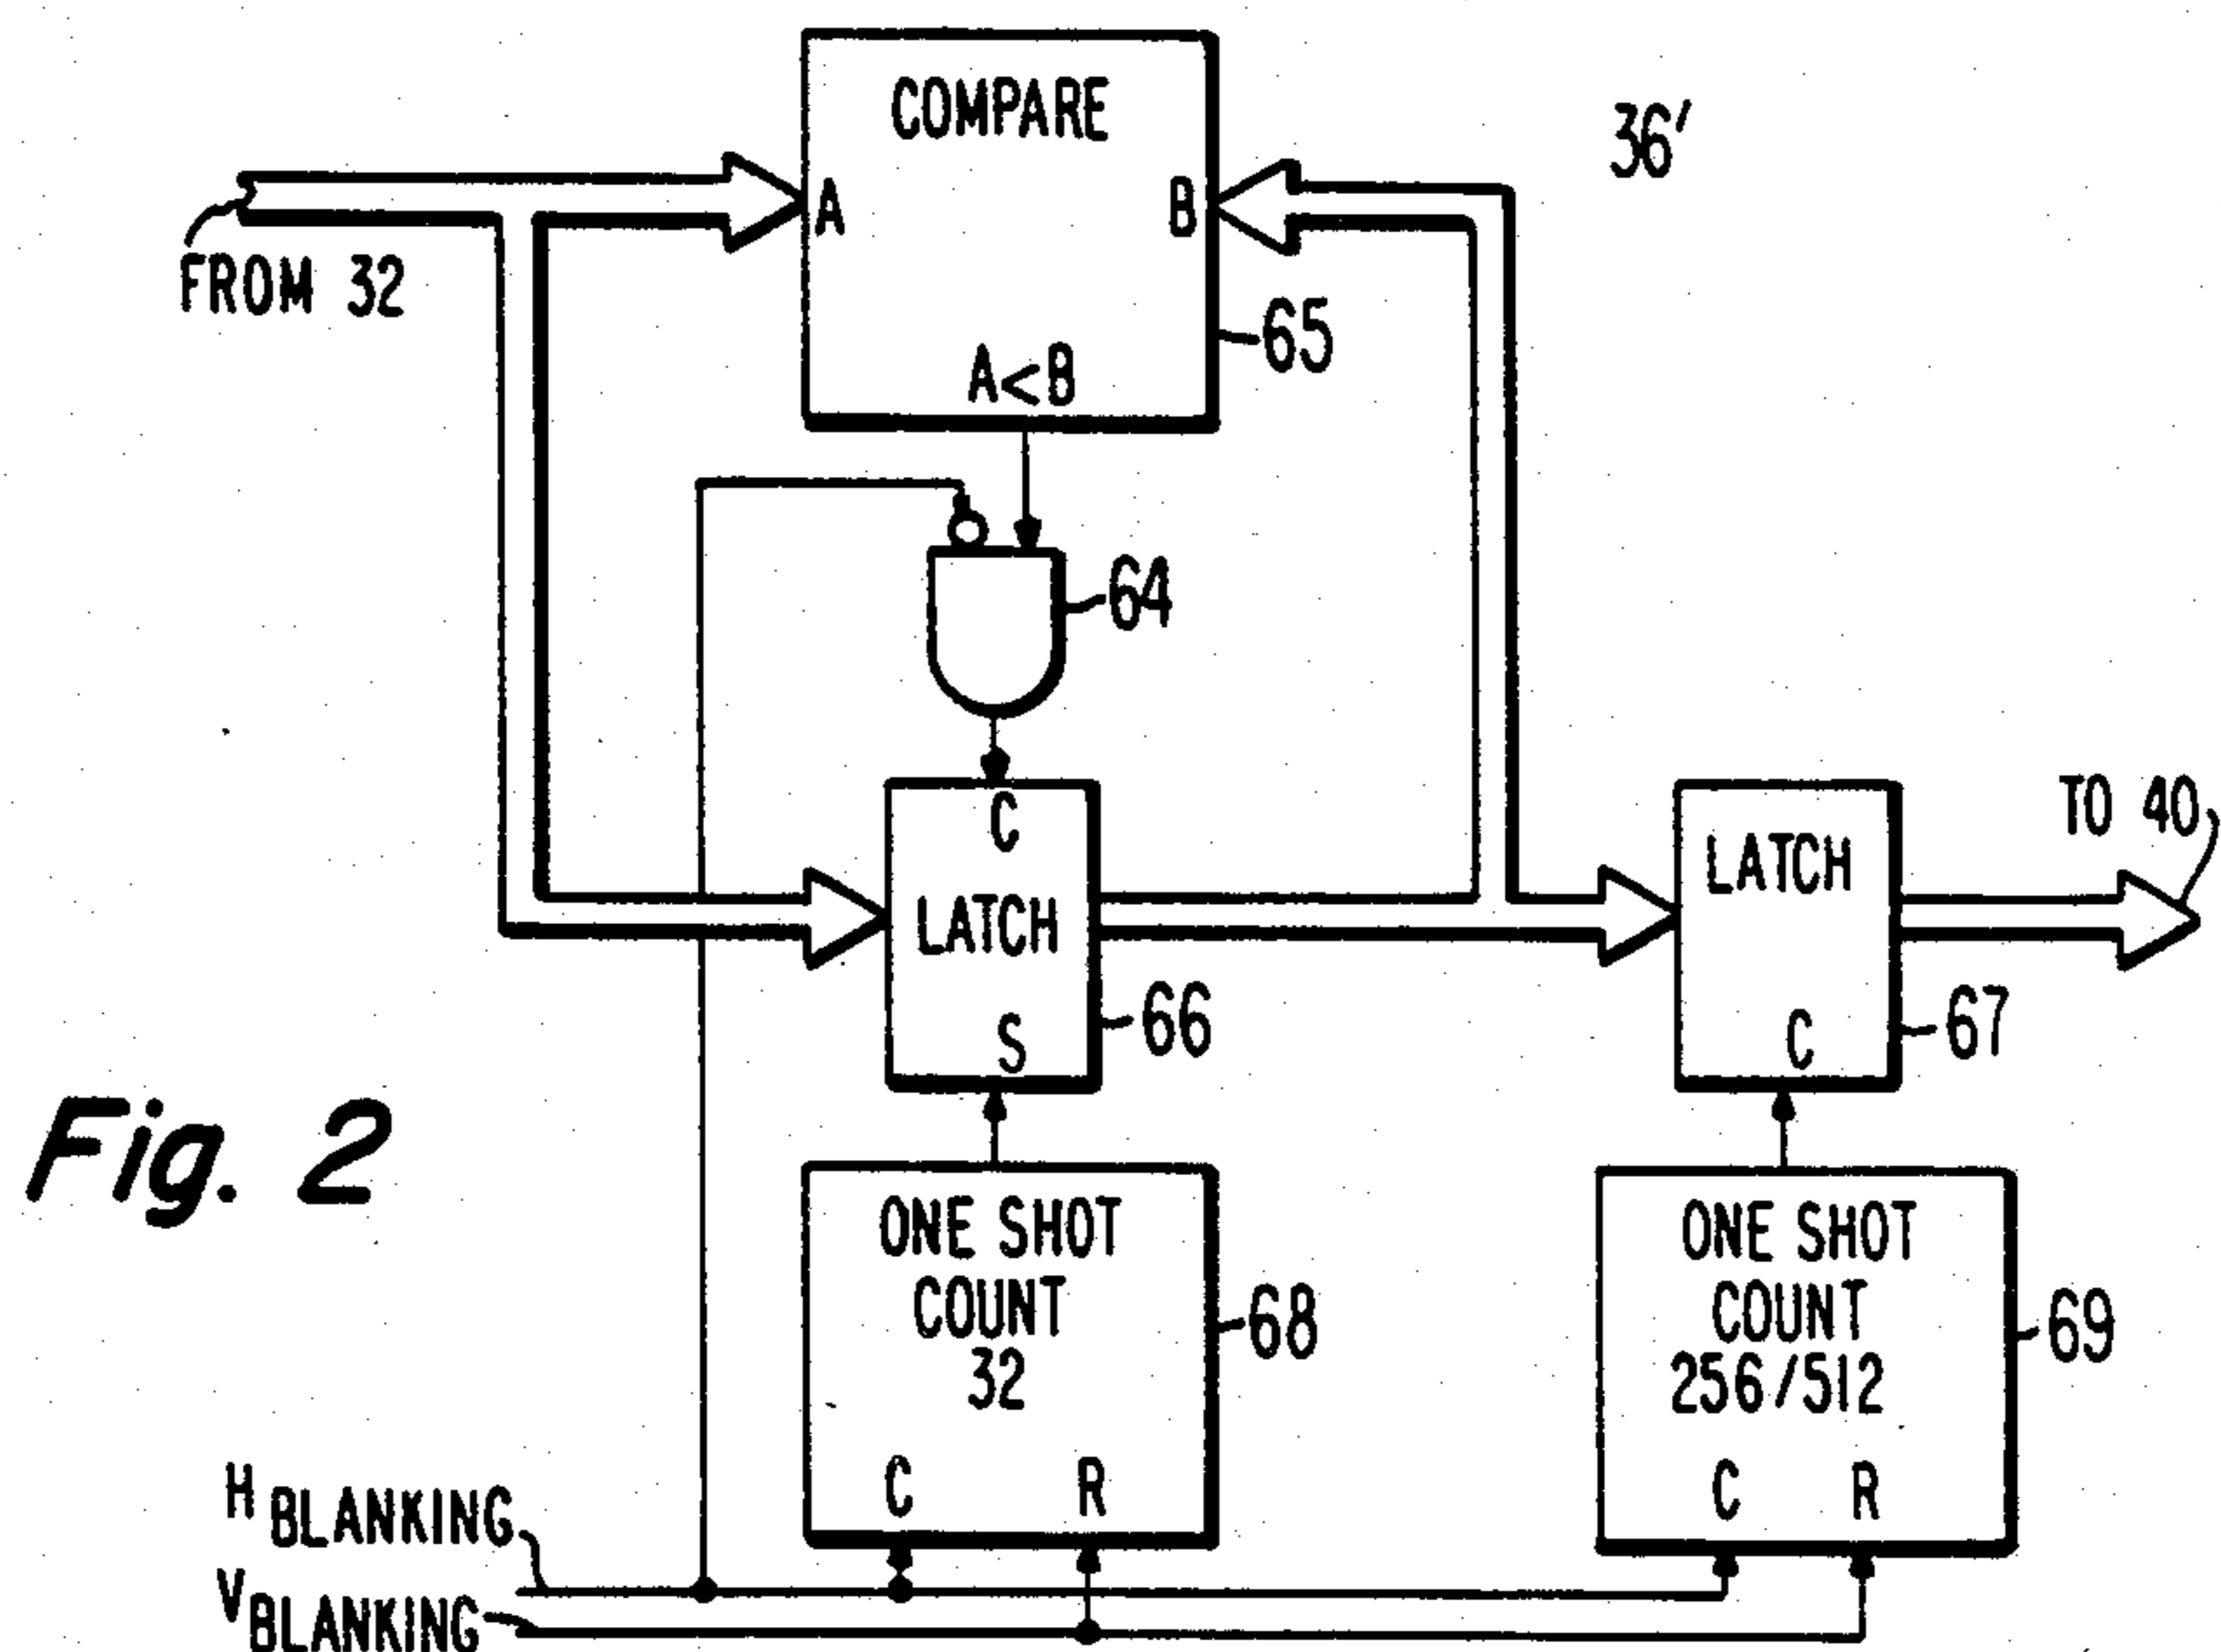 COMPARE
36′
A
B
FROM 32
65
A<B
64
C
LATCH
S
66
LATCH
C
67
TO 40
Fig. 2
ONE SHOT
COUNT
32
C R
68
ONE SHOT
COUNT
256/512
C R
69
H BLANKING
V BLANKING